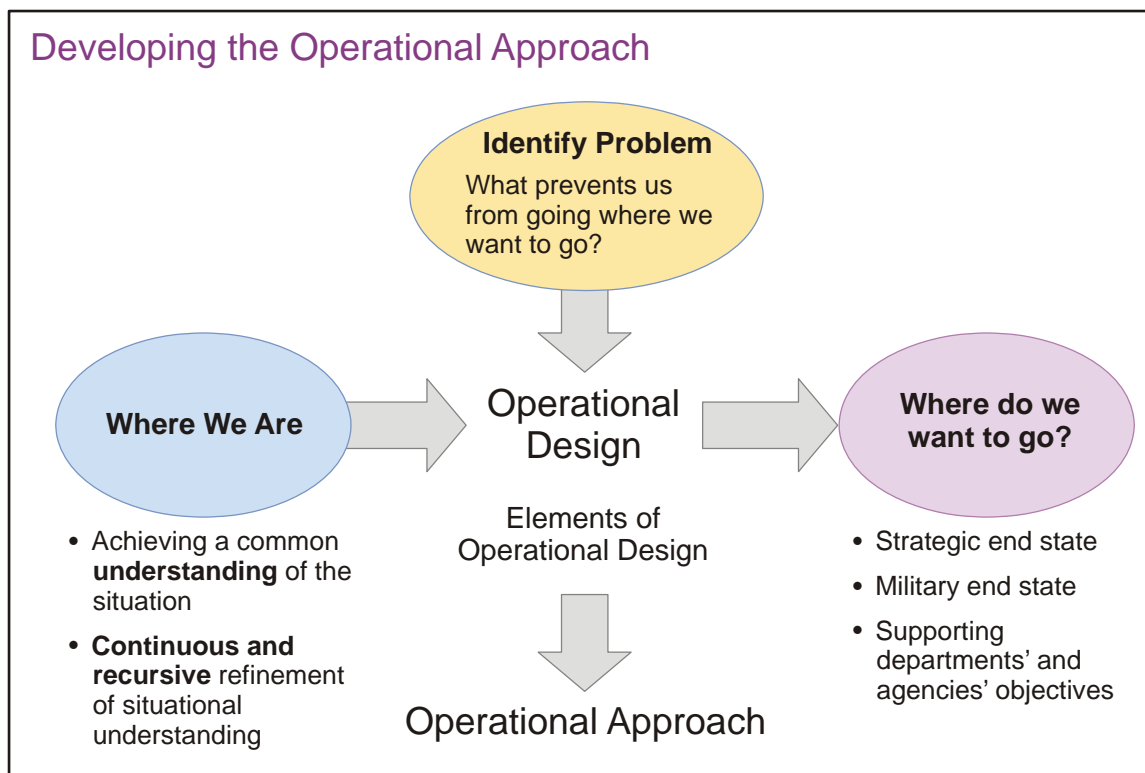 Developing the Operational Approach
Identify Problem
What prevents us
from going where we
want to go?
Where We Are
Operational
Design
Where do we
want to go?
• Achieving a common
understanding of the
situation
• Continuous and
recursive refinement
of situational
understanding
Elements of
Operational Design
Operational Approach
• Strategic end state
• Military end state
• Supporting
departments’ and
agencies’ objectives